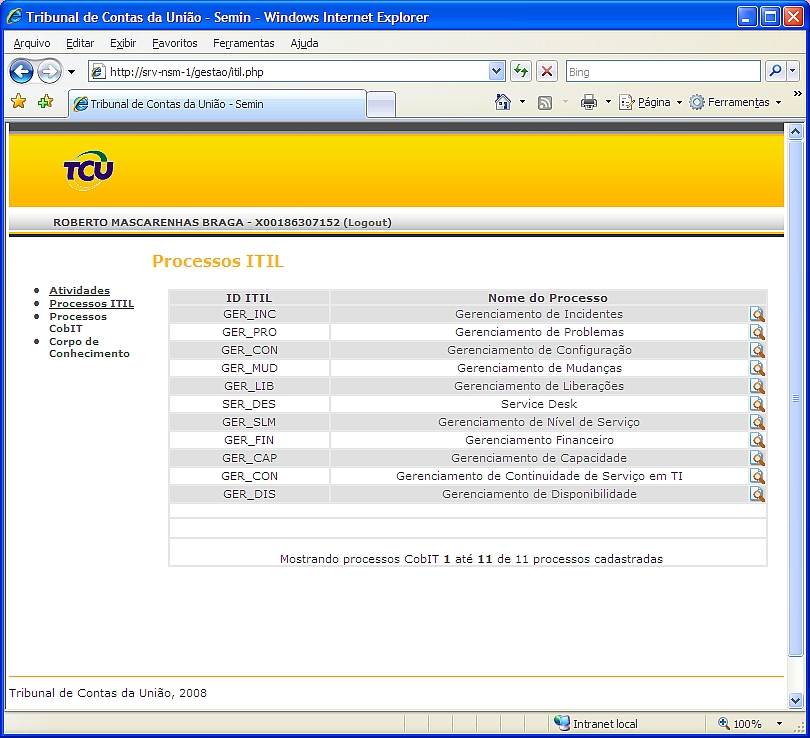 Tribunal de Contas da União - Semin - Windows Internet Explorer
Arquivo Editar Exibir Favoritos Ferramentas Ajuda
http://srv-nsm-1/gestao/itil.php
Bing
Tribunal de Contas da União - Semin
Página Ferramentas »
TCU
ROBERTO MASCARENHAS BRAGA - X00186307152 (Logout)
Processos ITIL
Atividades
Processos ITIL
Processos
CobIT
Corpo de
Conhecimento
ID ITIL Nome do Processo
GER_INC Gerenciamento de Incidentes
GER_PRO Gerenciamento de Problemas
GER_CON Gerenciamento de Configuração
GER_MUD Gerenciamento de Mudanças
GER_LIB Gerenciamento de Liberações
SER_DES Service Desk
GER_SLM Gerenciamento de Nível de Serviço
GER_FIN Gerenciamento Financeiro
GER_CAP Gerenciamento de Capacidade
GER_CON Gerenciamento de Continuidade de Serviço em TI
GER_DIS Gerenciamento de Disponibilidade
Mostrando processos CobIT 1 até 11 de 11 processos cadastradas
Tribunal de Contas da União, 2008
Intranet local 100%